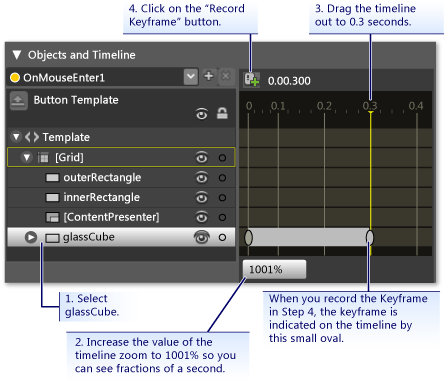 4. Click on the “Record
Keyframe” button.
3. Drag the timeline
out to 0.3 seconds.
Objects and Timeline
OnMouseEnter1
0.00.300
Button Template
0
0.1
0.2
0.3
0.4
Template
[Grid]
outerRectangle
innerRectangle
[ContentPresenter]
glassCube
1001%
1. Select
glassCube.
2. Increase the value of the
timeline zoom to 1001% so you
can see fractions of a second.
When you record the Keyframe
in Step 4, the keyframe is
indicated on the timeline by
this small oval.